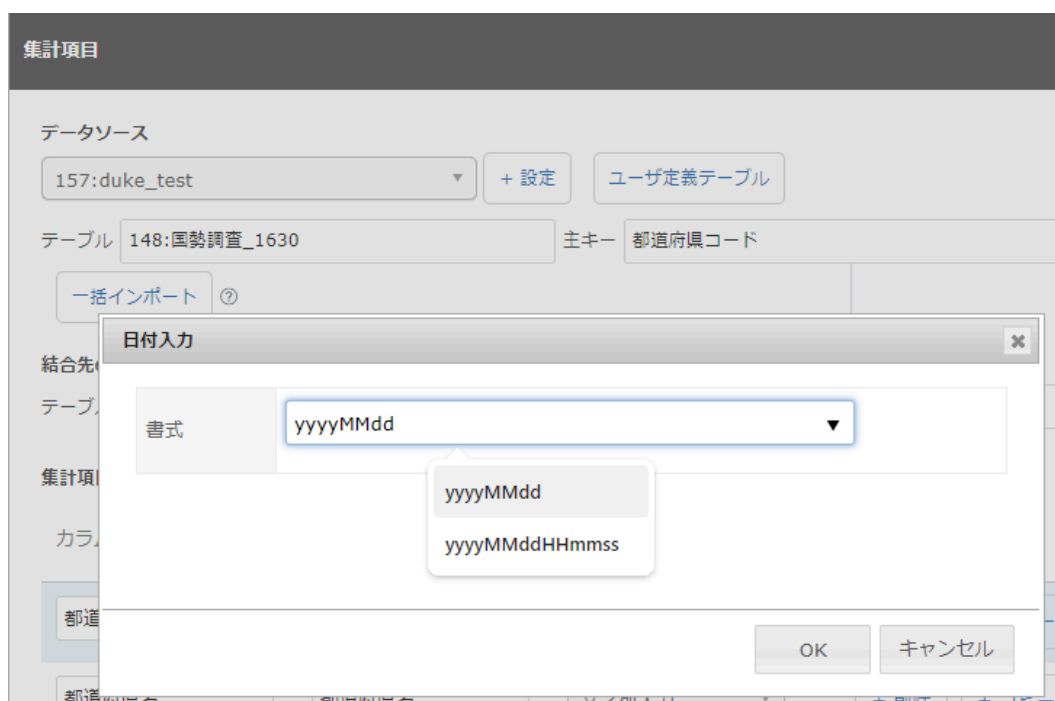 集計項目
データソース
157:duke_test
+ 設定
ユーザ定義テーブル
テーブル 148:国勢調査_1630 主キー 都道府県コード
一括インポート
日付入力
結合先
テーブ
書式 yyyyMMdd
集計項
yyyyMMdd
カラ
yyyyMMddHHmmss
都道
OK キャンセル